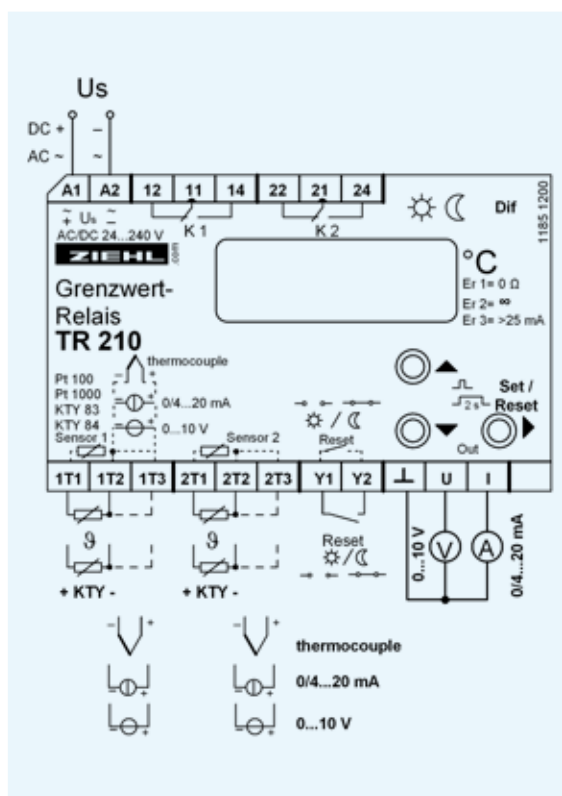 Us
DC + –
AC ~ ~
A1 A2 12 11 14 22 21 24
K 1 K 2
Us
AC/DC 24...240 V
ZIEHL.com
Dif
1185 1200
°C
Er 1= 0 Ω
Er 2= ∞
Er 3= >25 mA
Grenzwert-
Relais
TR 210
thermocouple
Pt 100
Pt 1000
KTY 83
KTY 84
0/4...20 mA
0...10 V
Sensor 1
Sensor 2
Reset
2 s
Set /
Reset
Out
1T1 1T2 1T3 2T1 2T2 2T3 Y1 Y2 ⊥ U I
ϑ ϑ
Reset
+ KTY - + KTY -
0...10 V
V
A
0/4...20 mA
thermocouple
0/4...20 mA
0...10 V